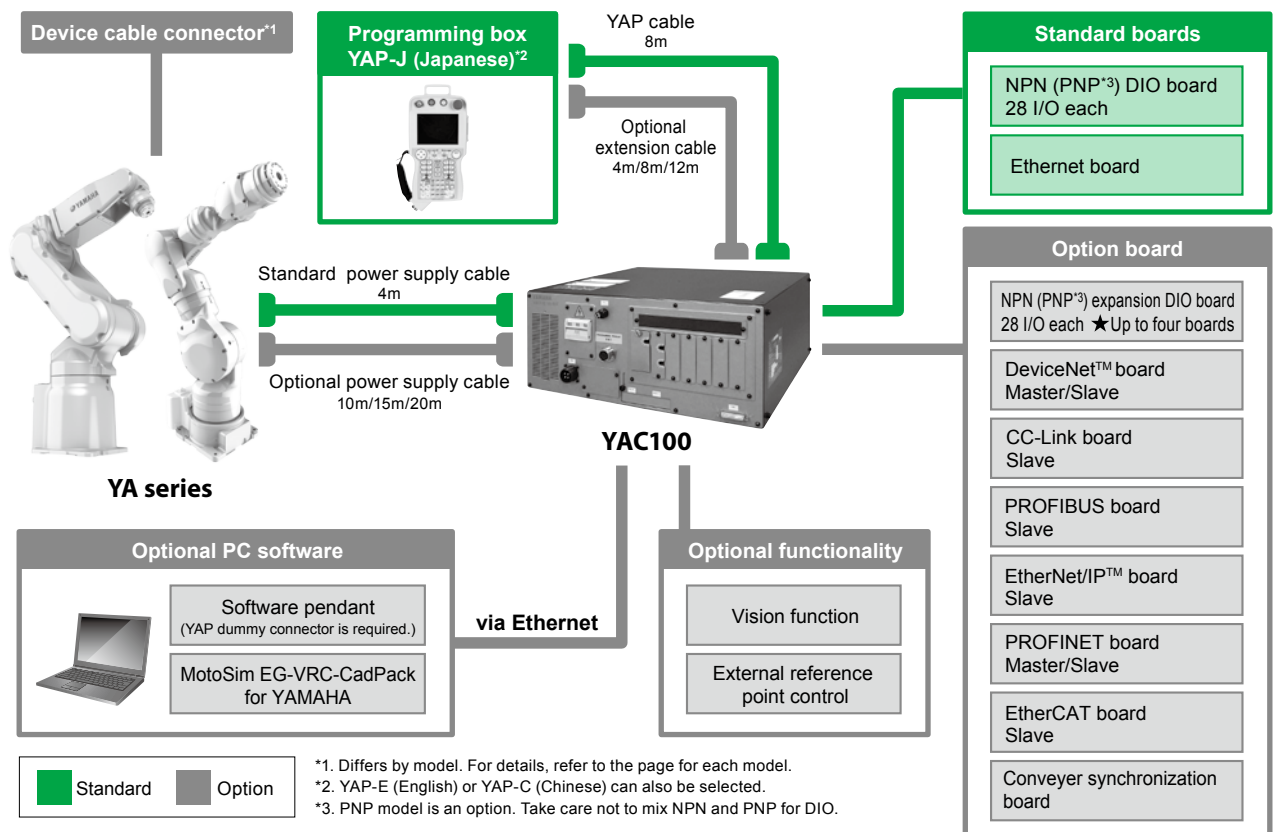 Device cable connector*1
Programming box
YAP-J (Japanese)*2
YAP cable
8m
Optional
extension cable
4m/8m/12m
Standard boards
NPN (PNP*3) DIO board
28 I/O each
Ethernet board
YAMAHA
Standard power supply cable
4m
Optional power supply cable
10m/15m/20m
YA series
YAC100
Option board
NPN (PNP*3) expansion DIO board
28 I/O each ★Up to four boards
DeviceNet™ board
Master/Slave
CC-Link board
Slave
PROFIBUS board
Slave
EtherNet/IP™ board
Slave
PROFINET board
Master/Slave
EtherCAT board
Slave
Conveyer synchronization
board
Optional PC software
Software pendant
(YAP dummy connector is required.)
MotoSim EG-VRC-CadPack
for YAMAHA
via Ethernet
Optional functionality
Vision function
External reference
point control
Standard
Option
*1. Differs by model. For details, refer to the page for each model.
*2. YAP-E (English) or YAP-C (Chinese) can also be selected.
*3. PNP model is an option. Take care not to mix NPN and PNP for DIO.